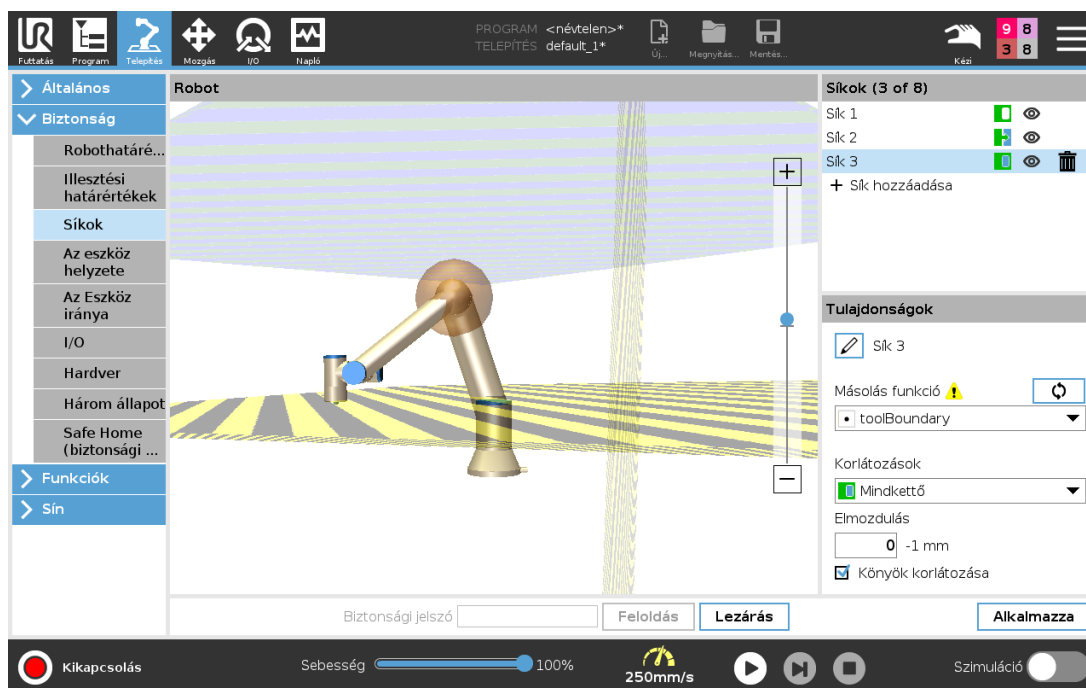 UR
PROGRAM <névtelen>*
TELEPÍTÉS default_1*
Futtatás
Program
Telepítés
Mozgás
I/O
Napló
Új...
Megnyitás...
Mentés...
Kézi
9 8
3 8
Általános
Biztonság
Robothatáré...
Illesztési
határértékek
Síkok
Az eszköz
helyzete
Az Eszköz
iránya
I/O
Hardver
Három állapot
Safe Home
(biztonsági ...
Funkciók
Sín
Robot
Síkok (3 of 8)
Sík 1
Sík 2
Sík 3
+ Sík hozzáadása
Tulajdonságok
Sík 3
Másolás funkció
toolBoundary
Korlátozások
Mindkettő
Elmozdulás
0 -1 mm
Könyök korlátozása
Biztonsági jelszó
Feloldás
Lezárás
Alkalmazza
Kikapcsolás
Sebesség
100%
250mm/s
Szimuláció